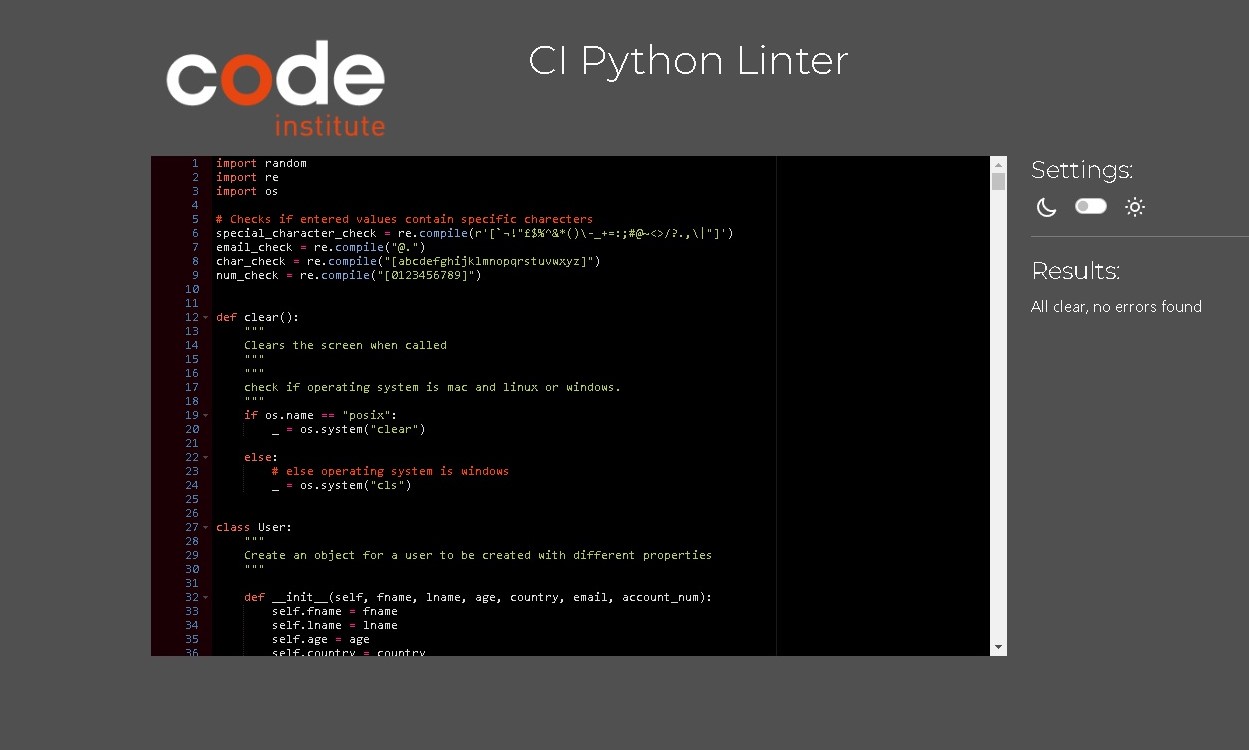 code
institute
CI Python Linter
1 import random
2 import re
3 import os
4
5 # Checks if entered values contain specific charecters
6 special_character_check = re.compile(r'[`¬!"£$%^&*()\-_+=:;#@~<>/?.,\|"]')
7 email_check = re.compile("@.")
8 char_check = re.compile("[abcdefghijklmnopqrstuvwxyz]")
9 num_check = re.compile("[0123456789]")
10
11
12 def clear():
13     """
14     Clears the screen when called
15     """
16     """
17     check if operating system is mac and linux or windows.
18     """
19     if os.name == "posix":
20         _ = os.system("clear")
21
22     else:
23         # else operating system is windows
24         _ = os.system("cls")
25
26
27 class User:
28     """
29     Create an object for a user to be created with different properties
30     """
31
32     def __init__(self, fname, lname, age, country, email, account_num):
33         self.fname = fname
34         self.lname = lname
35         self.age = age
36         self.country = country
Settings:
Results:
All clear, no errors found